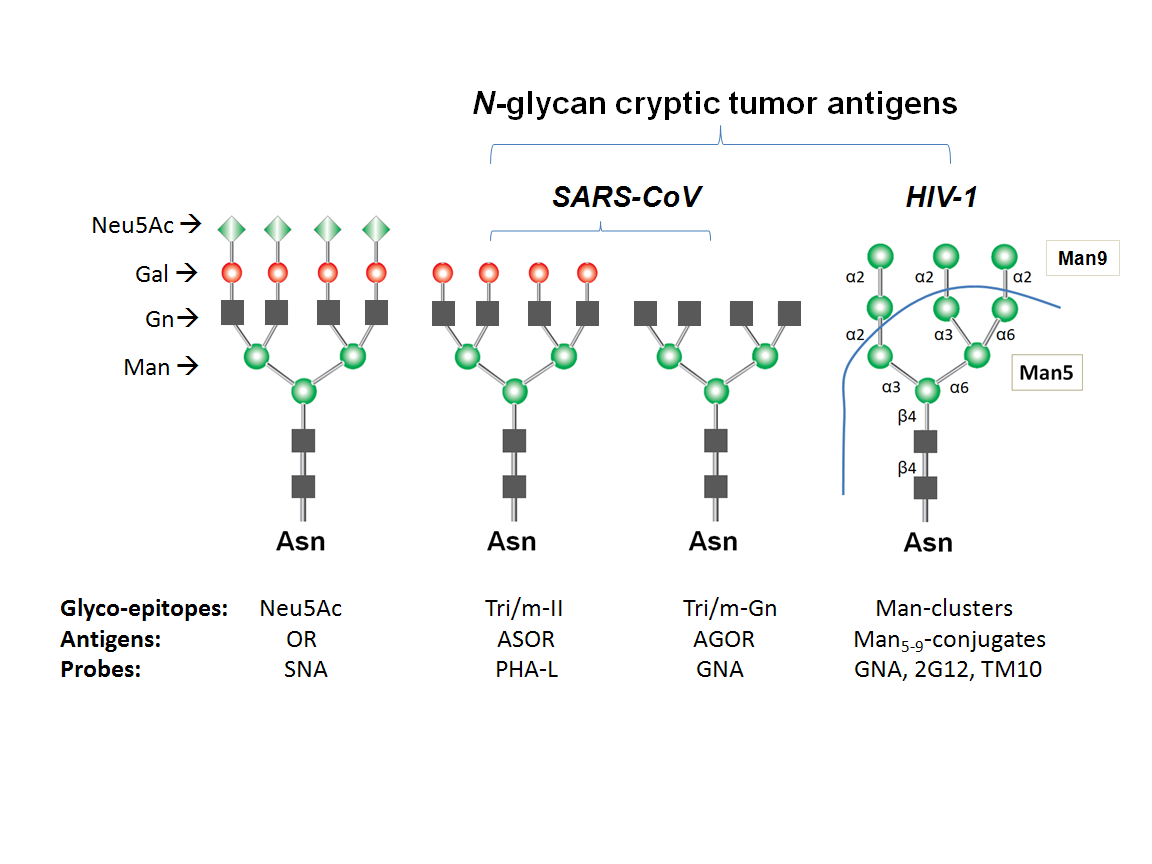 N-glycan cryptic tumor antigens
SARS-CoV
HIV-1
Neu5Ac →
Gal →
Gn →
Man →
Man9
α2
α2
α2
α2
α3
α6
Man5
α3
α6
β4
β4
Asn
Asn
Asn
Asn
Glyco-epitopes: Neu5Ac Tri/m-II Tri/m-Gn Man-clusters
Antigens: OR ASOR AGOR Man5-9-conjugates
Probes: SNA PHA-L GNA GNA, 2G12, TM10